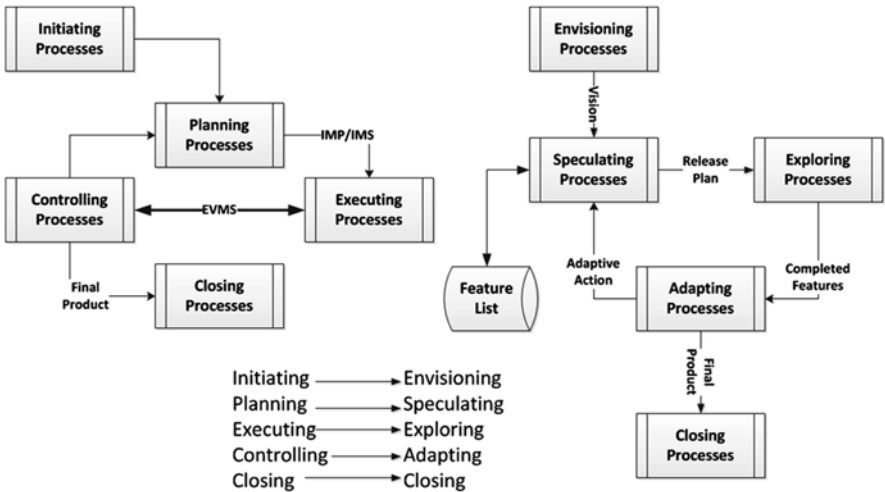 Initiating
Processes
Planning
Processes
IMP/IMS
Controlling
Processes
EVMS
Executing
Processes
Final
Product
Closing
Processes
Envisioning
Processes
Vision
Speculating
Processes
Release
Plan
Exploring
Processes
Feature
List
Adaptive
Action
Adapting
Processes
Completed
Features
Final
Product
Closing
Processes
Initiating Envisioning
Planning Speculating
Executing Exploring
Controlling Adapting
Closing Closing